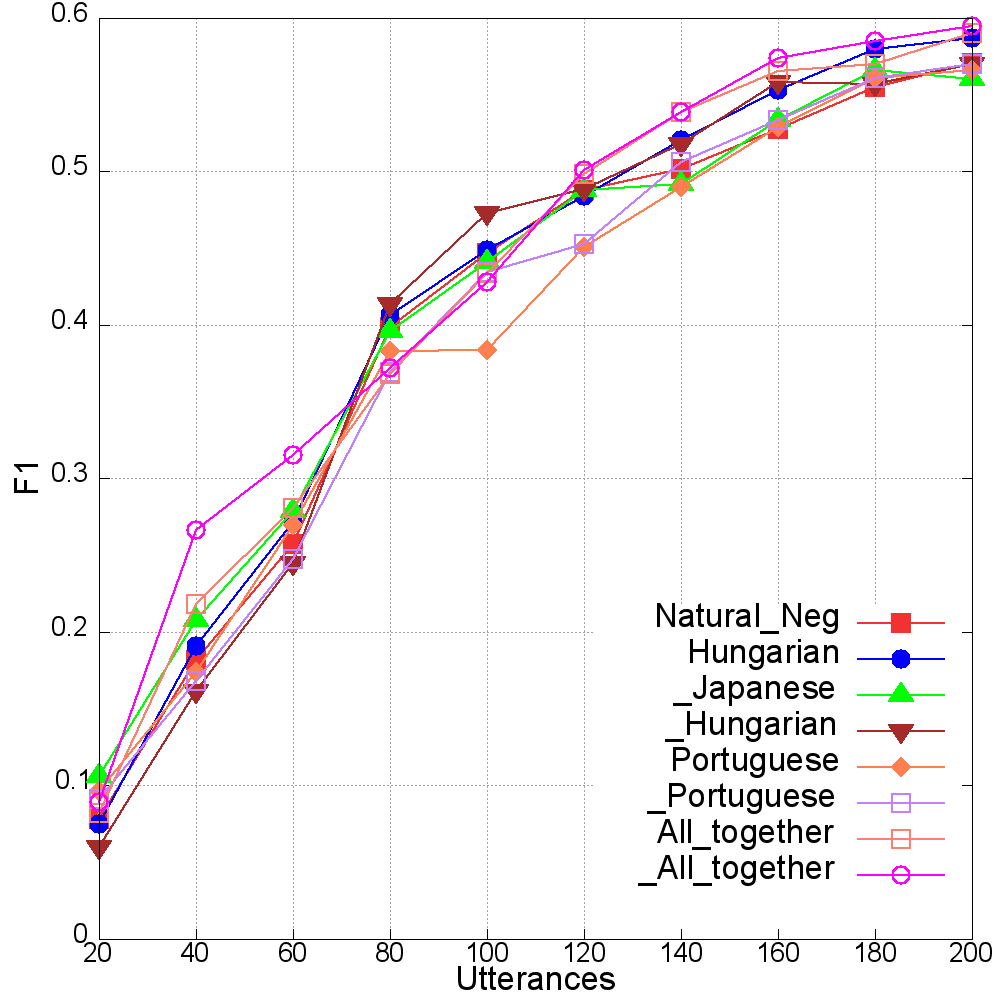 0.6
0.5
0.4
0.3
0.2
0.1
0
F1
Natural_Neg
Hungarian
_Japanese
_Hungarian
Portuguese
_Portuguese
All_together
_All_together
20 40 60 80 100 120 140 160 180 200
Utterances